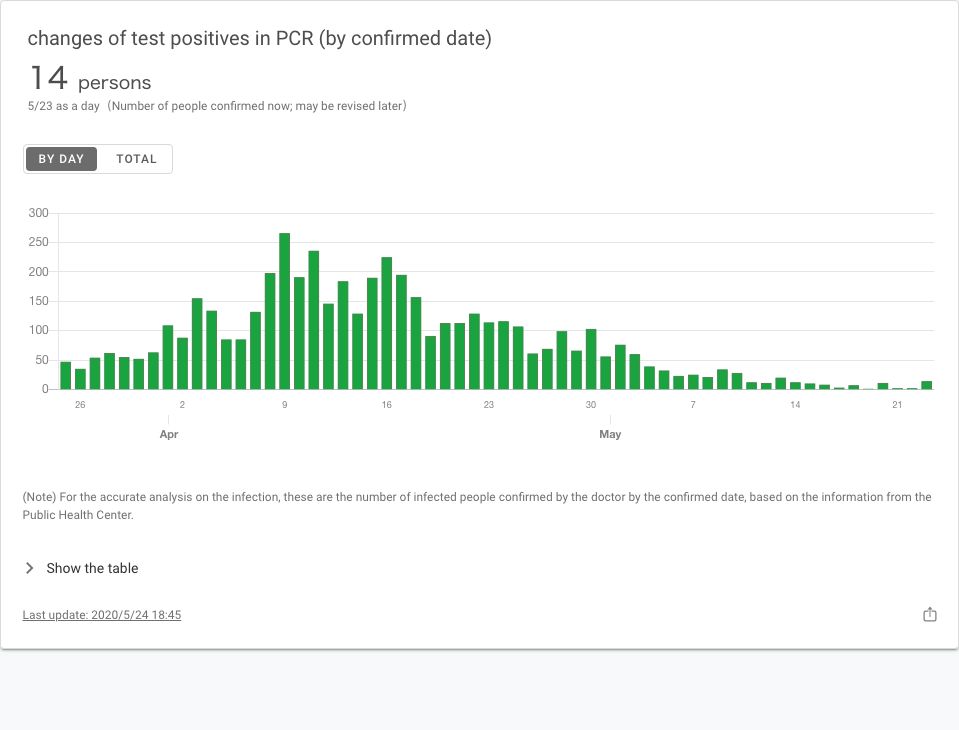 changes of test positives in PCR (by confirmed date)
14 persons
5/23 as a day（Number of people confirmed now; may be revised later）
BY DAY TOTAL
300
250
200
150
100
50
0
26 2 9 16 23 30 7 14 21
Apr May
(Note) For the accurate analysis on the infection, these are the number of infected people confirmed by the doctor by the confirmed date, based on the information from the
Public Health Center.
Show the table
Last update: 2020/5/24 18:45